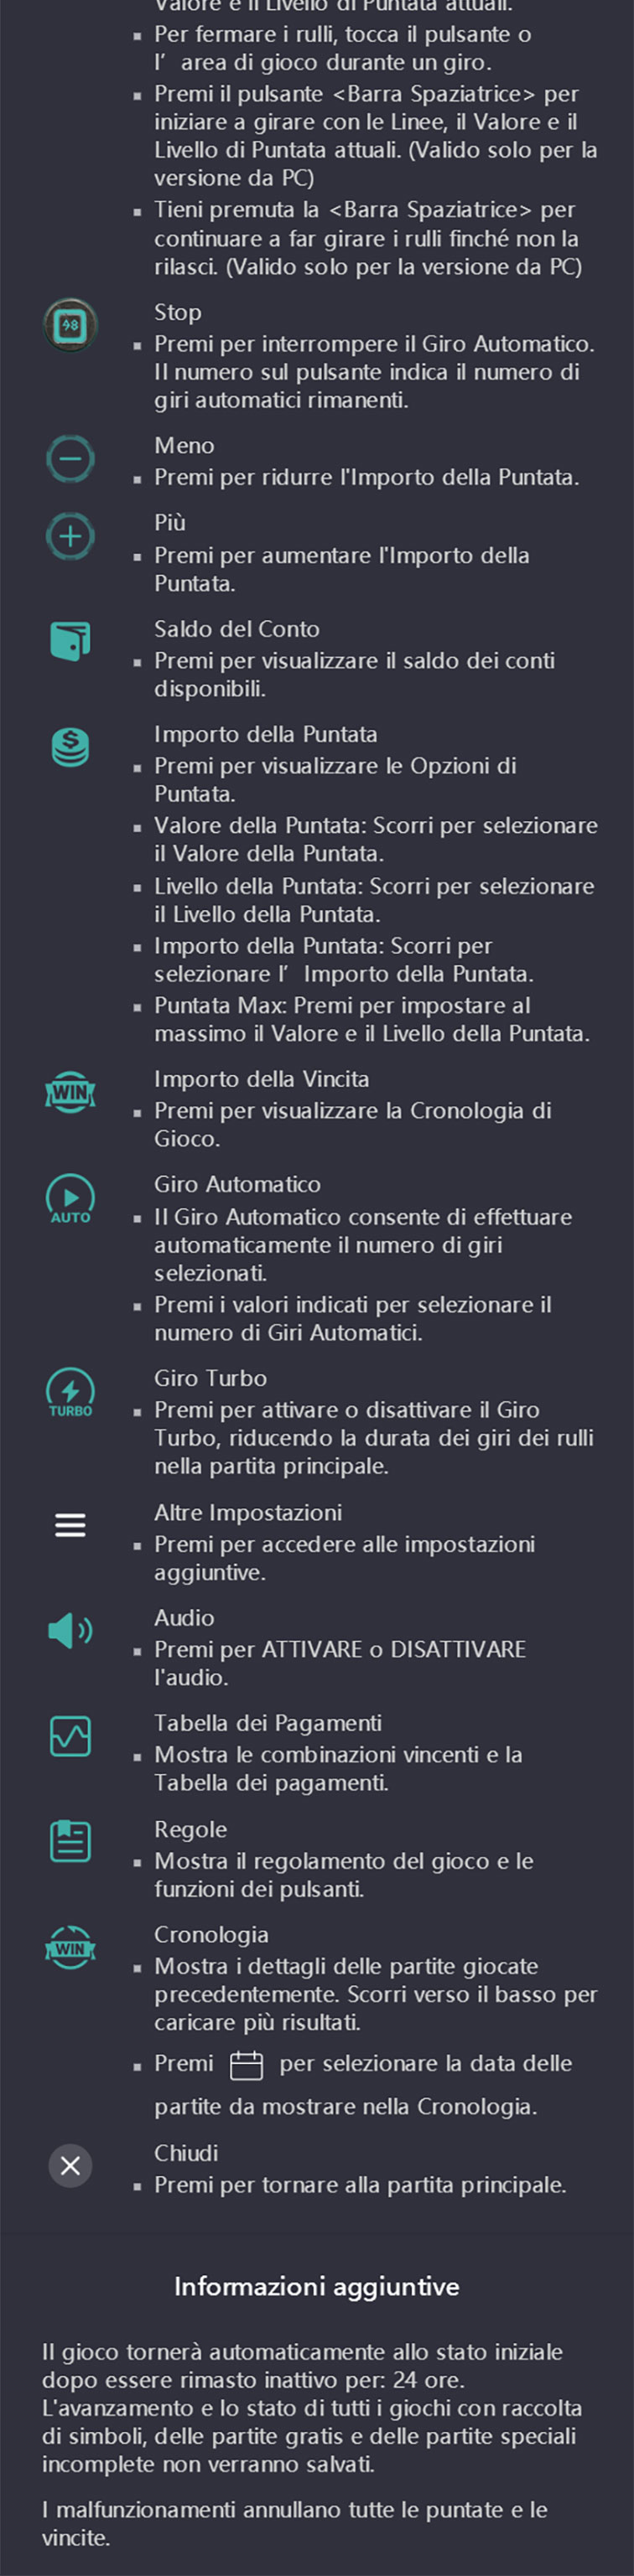 Valore e il Livello di Puntata attuali.
Per fermare i rulli, tocca il pulsante o
l’area di gioco durante un giro.
Premi il pulsante <Barra Spaziatrice> per
iniziare a girare con le Linee, il Valore e il
Livello di Puntata attuali. (Valido solo per la
versione da PC)
Tieni premuta la <Barra Spaziatrice> per
continuare a far girare i rulli finché non la
rilasci. (Valido solo per la versione da PC)
98
Stop
Premi per interrompere il Giro Automatico.
Il numero sul pulsante indica il numero di
giri automatici rimanenti.
Meno
Premi per ridurre l'Importo della Puntata.
Più
Premi per aumentare l'Importo della
Puntata.
Saldo del Conto
Premi per visualizzare il saldo dei conti
disponibili.
$
Importo della Puntata
Premi per visualizzare le Opzioni di
Puntata.
Valore della Puntata: Scorri per selezionare
il Valore della Puntata.
Livello della Puntata: Scorri per selezionare
il Livello della Puntata.
Importo della Puntata: Scorri per
selezionare l’Importo della Puntata.
Puntata Max: Premi per impostare al
massimo il Valore e il Livello della Puntata.
WIN
Importo della Vincita
Premi per visualizzare la Cronologia di
Gioco.
AUTO
Giro Automatico
Il Giro Automatico consente di effettuare
automaticamente il numero di giri
selezionati.
Premi i valori indicati per selezionare il
numero di Giri Automatici.
TURBO
Giro Turbo
Premi per attivare o disattivare il Giro
Turbo, riducendo la durata dei giri dei rulli
nella partita principale.
Altre Impostazioni
Premi per accedere alle impostazioni
aggiuntive.
Audio
Premi per ATTIVARE o DISATTIVARE
l'audio.
Tabella dei Pagamenti
Mostra le combinazioni vincenti e la
Tabella dei pagamenti.
Regole
Mostra il regolamento del gioco e le
funzioni dei pulsanti.
WIN
Cronologia
Mostra i dettagli delle partite giocate
precedentemente. Scorri verso il basso per
caricare più risultati.
Premi per selezionare la data delle
partite da mostrare nella Cronologia.
Chiudi
Premi per tornare alla partita principale.
Informazioni aggiuntive
Il gioco tornerà automaticamente allo stato iniziale
dopo essere rimasto inattivo per: 24 ore.
L'avanzamento e lo stato di tutti i giochi con raccolta
di simboli, delle partite gratis e delle partite speciali
incomplete non verranno salvati.
I malfunzionamenti annullano tutte le puntate e le
vincite.